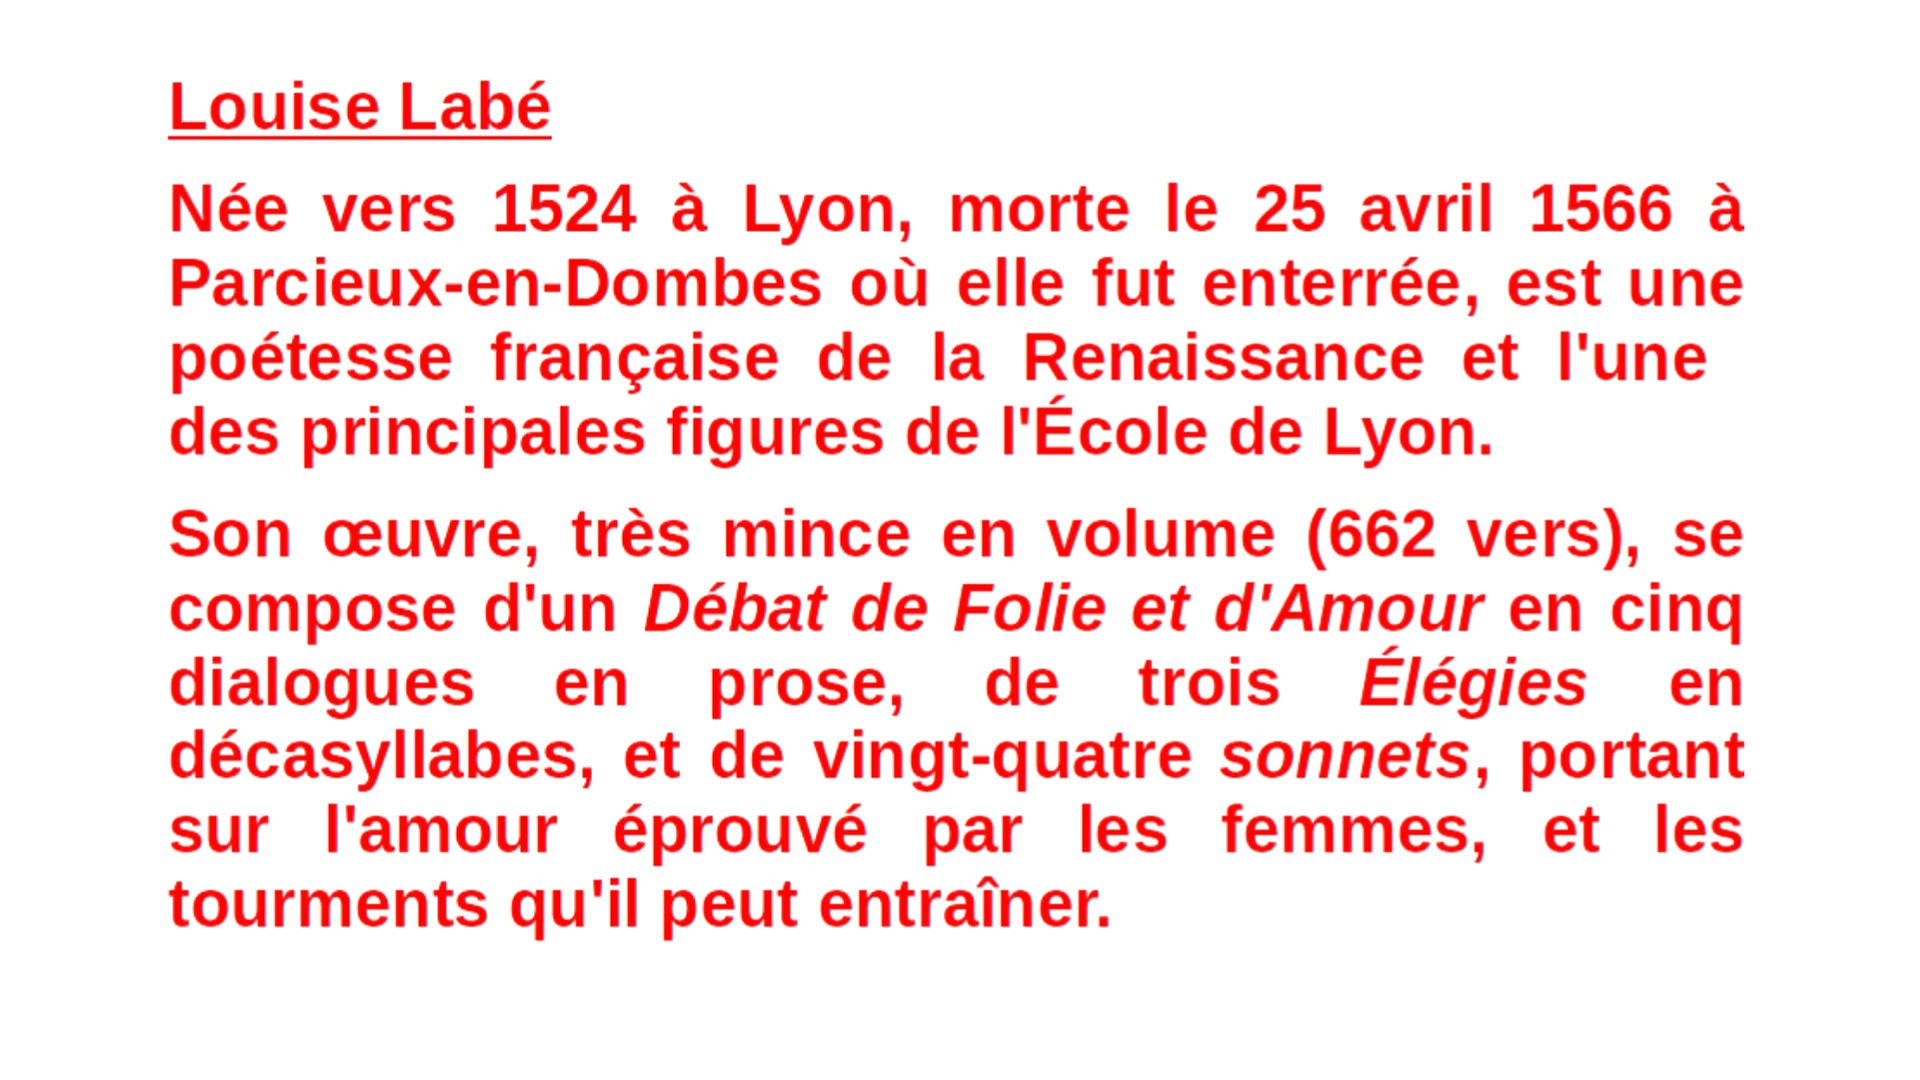 Louise Labé
Née vers 1524 à Lyon, morte le 25 avril 1566 à
Parcieux-en-Dombes où elle fut enterrée, est une
poétesse française de la Renaissance et l'une
des principales figures de l'École de Lyon.
Son œuvre, très mince en volume (662 vers), se
compose d'un Débat de Folie et d'Amour en cinq
dialogues en prose, de trois Élégies en
décasyllabes, et de vingt-quatre sonnets, portant
sur l'amour éprouvé par les femmes, et les
tourments qu'il peut entraîner.